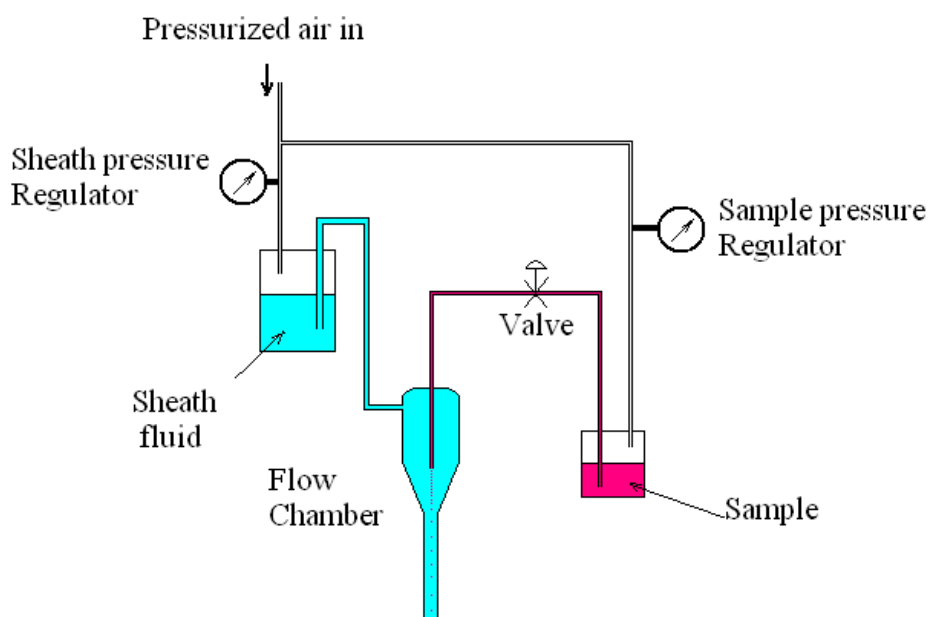 Pressurized air in
Sheath pressure
Regulator
Sample pressure
Regulator
Valve
Sheath
fluid
Flow
Chamber
Sample